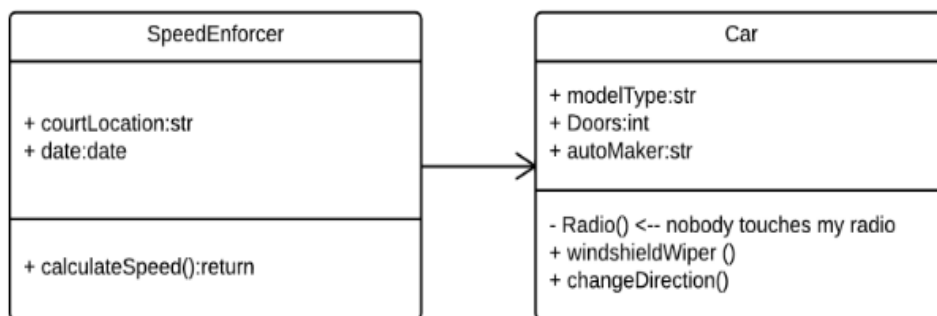 SpeedEnforcer
+ courtLocation:str
+ date:date
+ calculateSpeed():return
Car
+ modelType:str
+ Doors:int
+ autoMaker:str
- Radio() <-- nobody touches my radio
+ windshieldWiper ()
+ changeDirection()